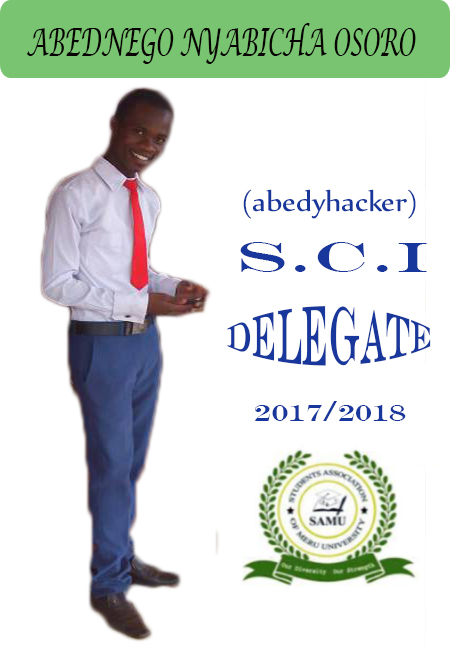 ABEDNEGO NYABICHA OSORO
(abedyhacker)
S.C.I
DELEGATE
2017/2018
STUDENTS ASSOCIATION
SAMU
OF MERU UNIVERSITY
Our Diversity Our Strength